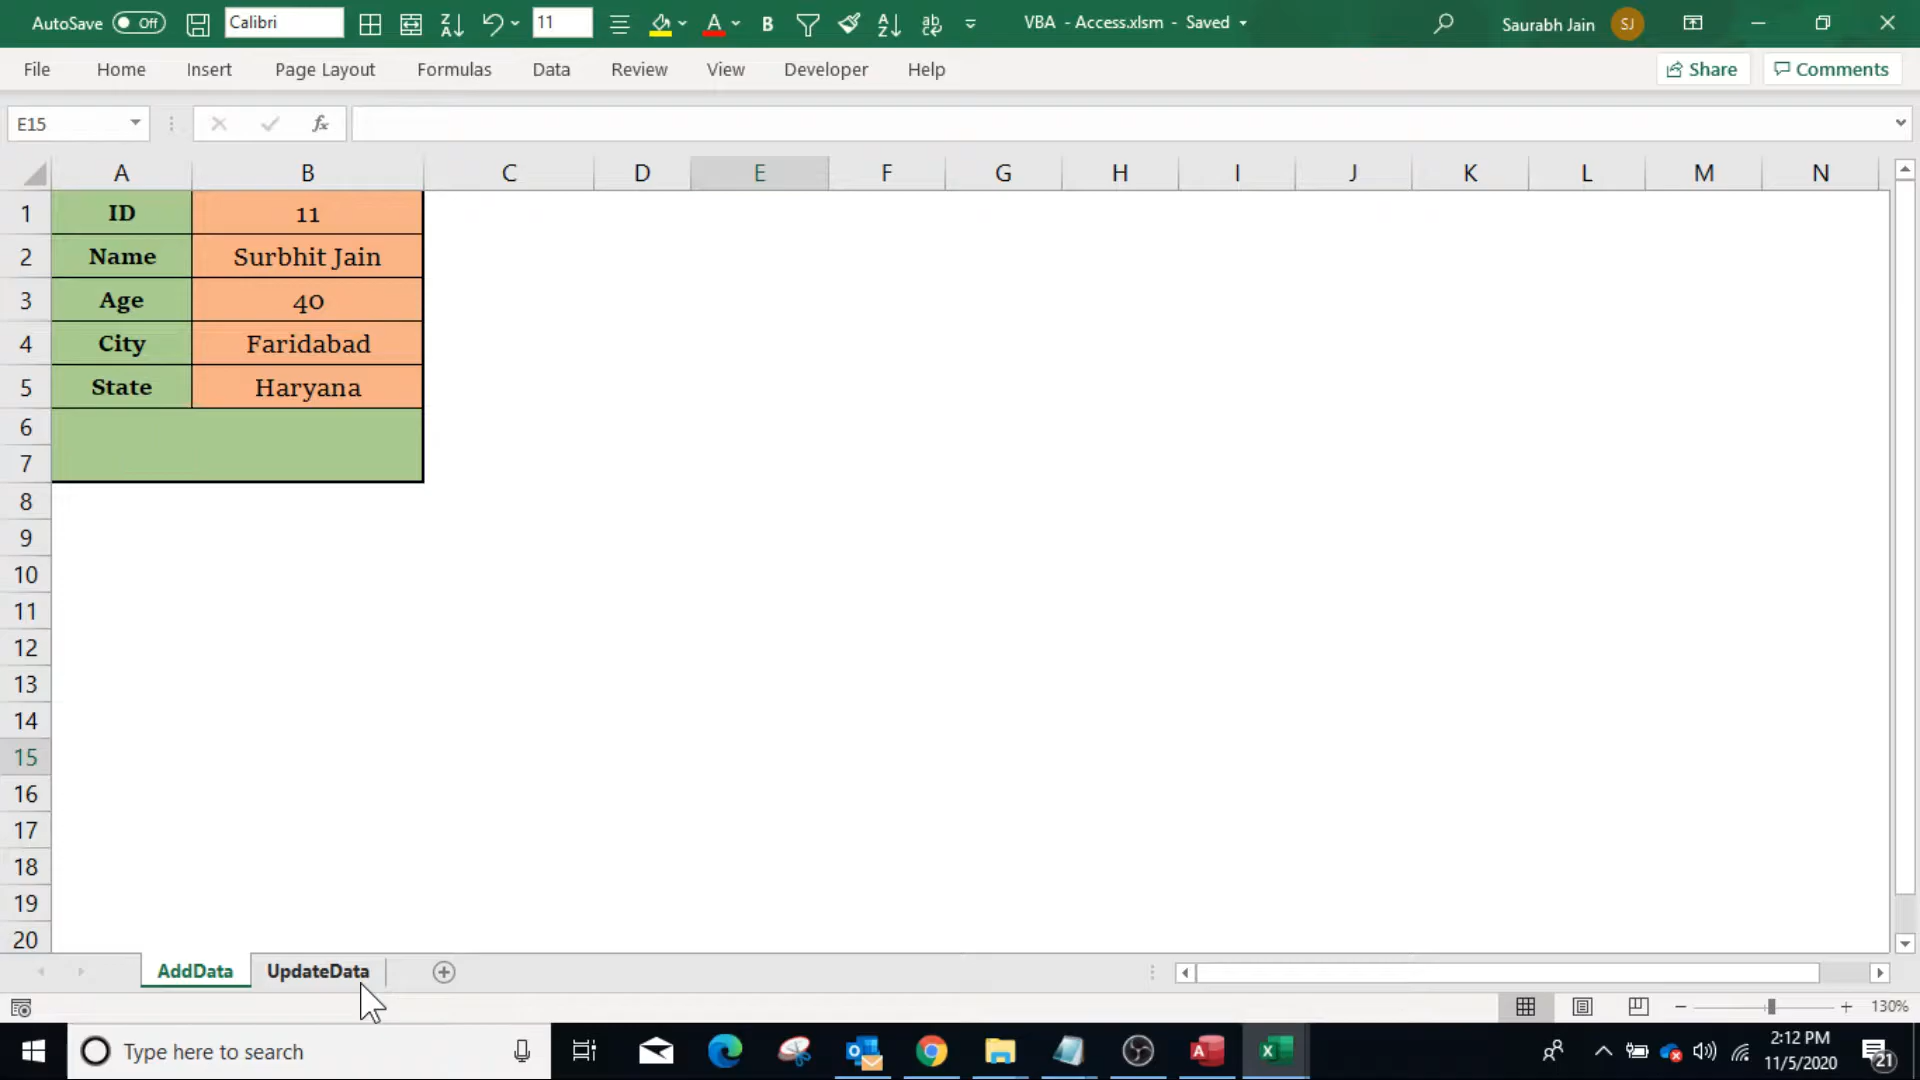 AutoSave Off Calibri 11 VBA - Access.xlsm - Saved Saurabh Jain SJ
File Home Insert Page Layout Formulas Data Review View Developer Help Share Comments
E15 fx
A B C D E F G H I J K L M N
1 ID 11
2 Name Surbhit Jain
3 Age 40
4 City Faridabad
5 State Haryana
6
7
8
9
10
11
12
13
14
15
16
17
18
19
20
AddData UpdateData
130%
Type here to search 2:12 PM
11/5/2020 21